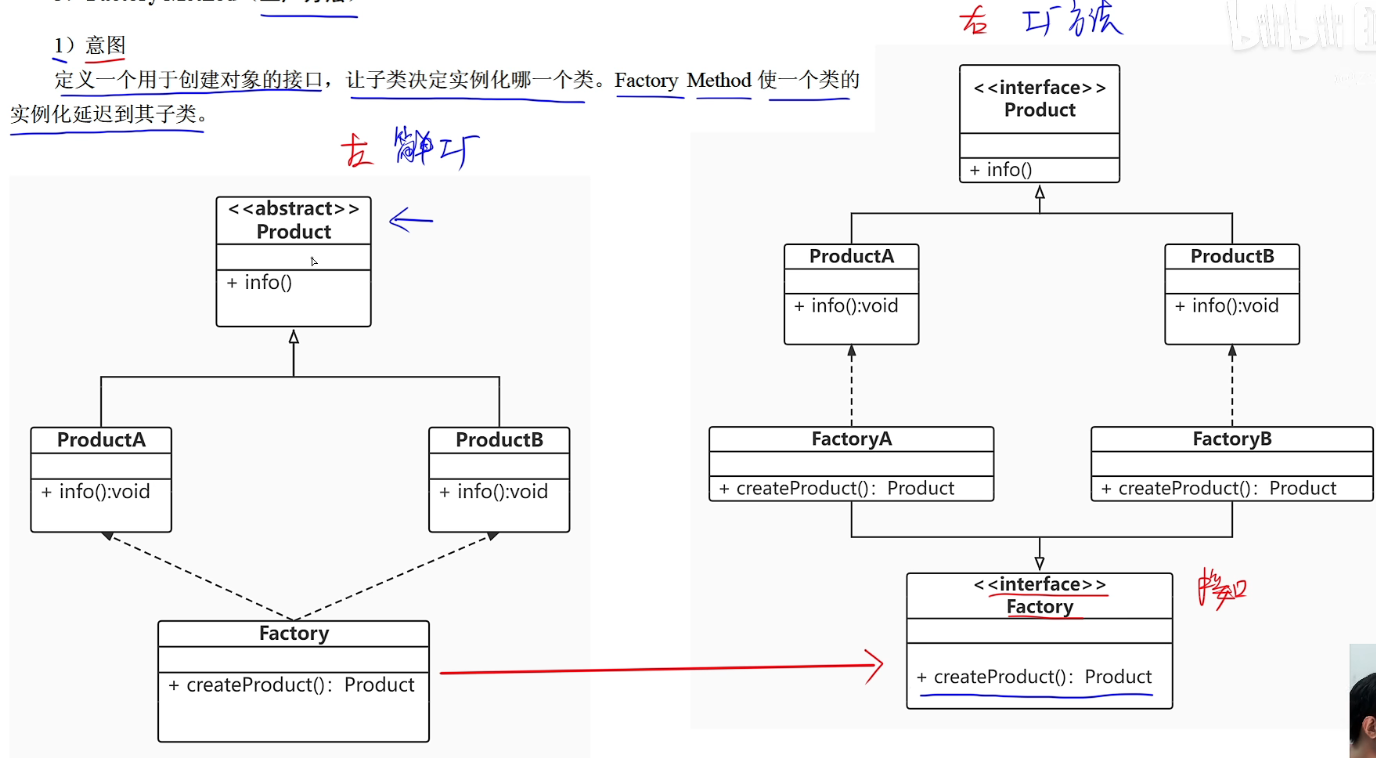 1）意图
定义一个用于创建对象的接口，让子类决定实例化哪一个类。Factory Method 使一个类的
实例化延迟到其子类。
左 简单工厂
<<abstract>>
Product
+ info()
ProductA
+ info():void
ProductB
+ info():void
Factory
+ createProduct()：Product
右 工厂方法
<<interface>>
Product
+ info()
ProductA
+ info():void
ProductB
+ info():void
FactoryA
+ createProduct()：Product
FactoryB
+ createProduct()：Product
<<interface>>
Factory
接口
+ createProduct()：Product
bilibili